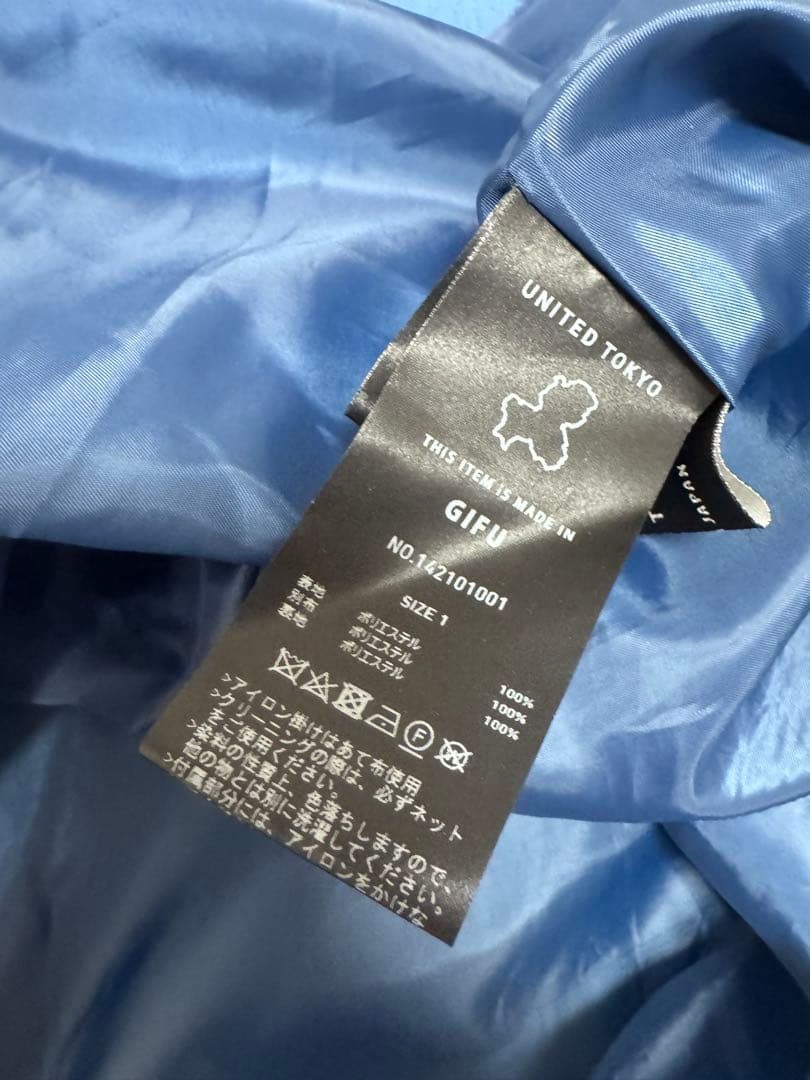 UNITED TOKYO
THIS ITEM IS MADE IN
GIFU
NO.142101001
SIZE 1
表地 ポリエステル 100%
別布 ポリエステル 100%
裏地 ポリエステル 100%
F
>アイロン掛けはあて布使用
>クリーニングの際は、必ずネット
をご使用ください。
>染料の性質上、色落ちしますので、
他の物とは別に洗濯してください。
>付属部分には、アイロンをかけな
JAPAN
T